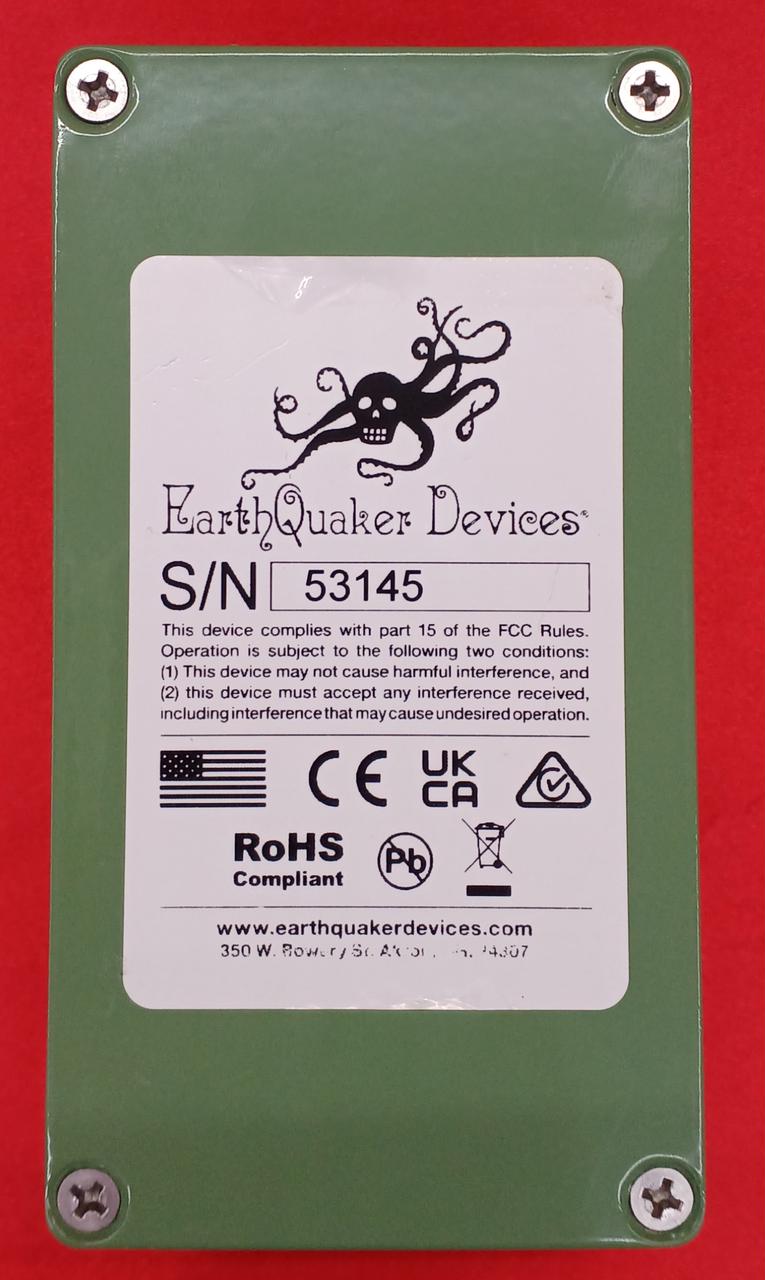 EarthQuaker Devices®
S/N 53145
This device complies with part 15 of the FCC Rules.
Operation is subject to the following two conditions:
(1) This device may not cause harmful interference, and
(2) this device must accept any interference received,
including interference that may cause undesired operation.
CE UK
CA
RoHS
Compliant
Pb
www.earthquakerdevices.com
350 W.